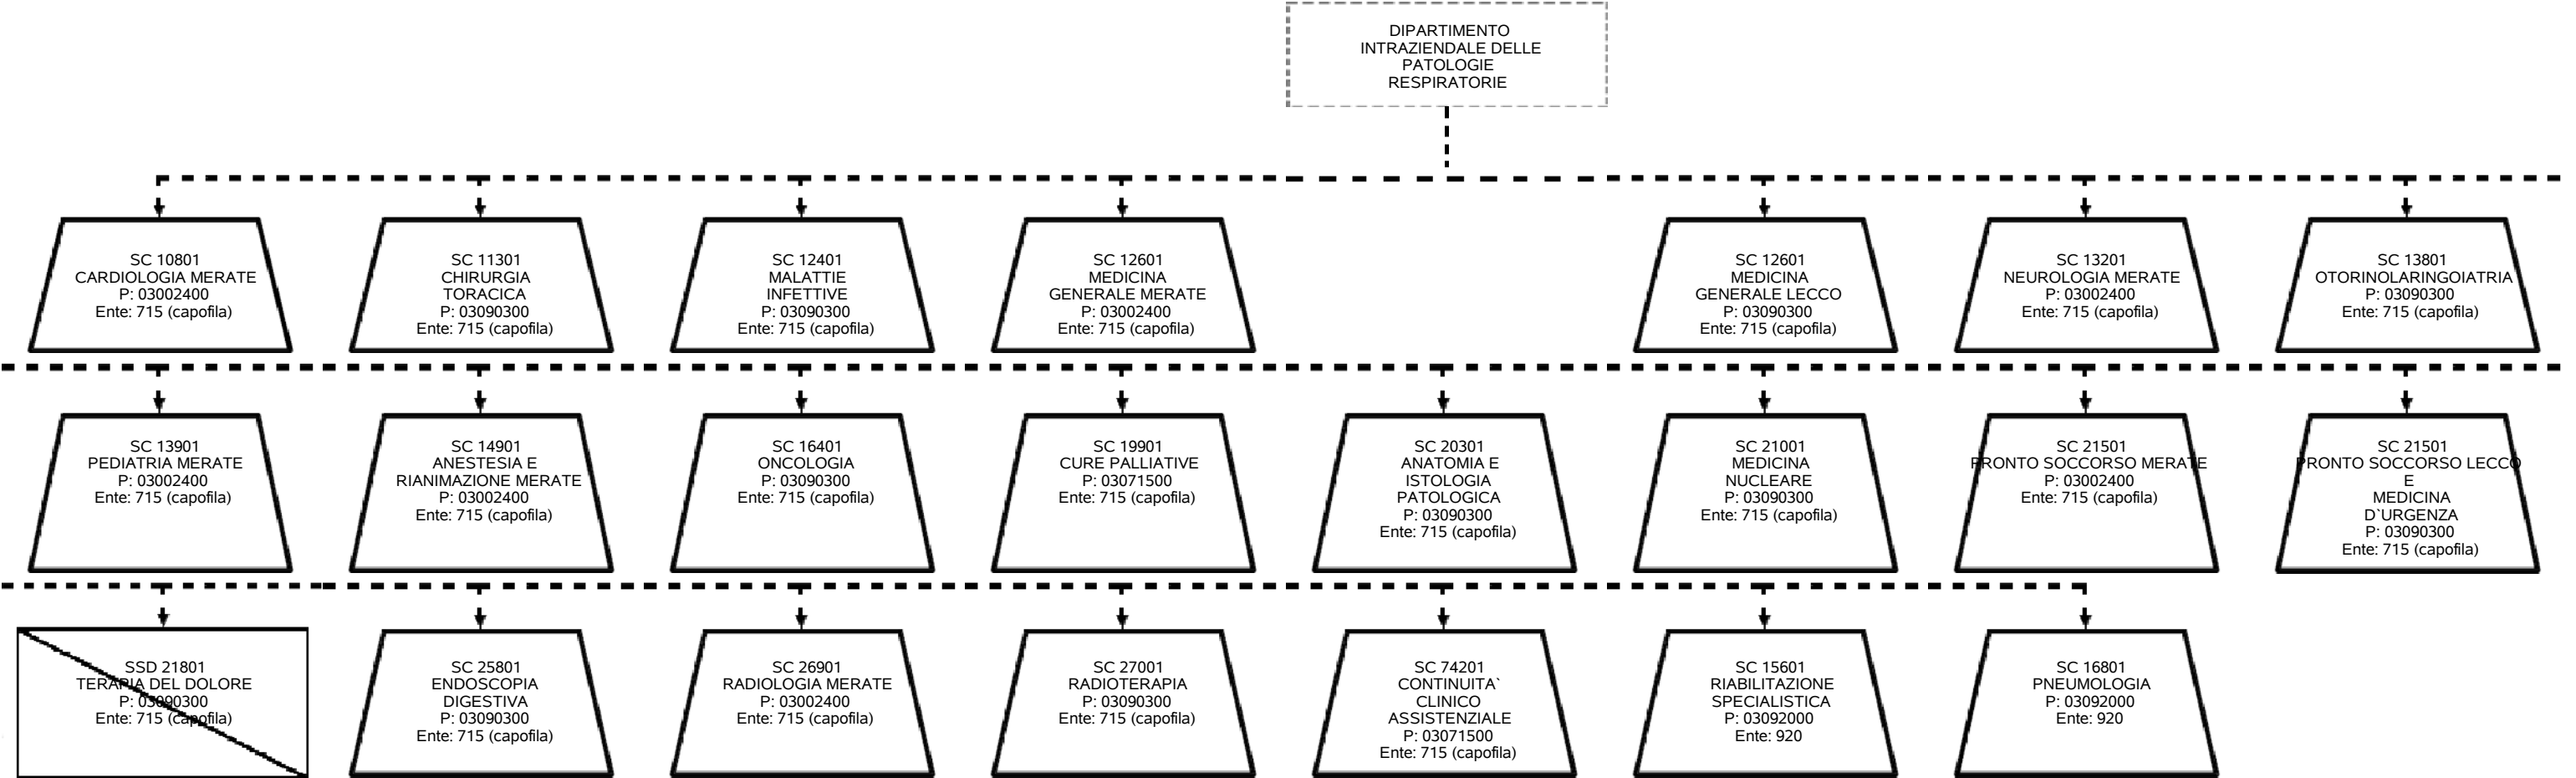 DIPARTIMENTO
INTRAZIENDALE DELLE
PATOLOGIE
RESPIRATORIE
SC 10801
CARDIOLOGIA MERATE
P: 03002400
Ente: 715 (capofila)
SC 11301
CHIRURGIA
TORACICA
P: 03090300
Ente: 715 (capofila)
SC 12401
MALATTIE
INFETTIVE
P: 03090300
Ente: 715 (capofila)
SC 12601
MEDICINA
GENERALE MERATE
P: 03002400
Ente: 715 (capofila)
SC 12601
MEDICINA
GENERALE LECCO
P: 03090300
Ente: 715 (capofila)
SC 13201
NEUROLOGIA MERATE
P: 03002400
Ente: 715 (capofila)
SC 13801
OTORINOLARINGOIATRIA
P: 03090300
Ente: 715 (capofila)
SC 13901
PEDIATRIA MERATE
P: 03002400
Ente: 715 (capofila)
SC 14901
ANESTESIA E
RIANIMAZIONE MERATE
P: 03002400
Ente: 715 (capofila)
SC 16401
ONCOLOGIA
P: 03090300
Ente: 715 (capofila)
SC 19901
CURE PALLIATIVE
P: 03071500
Ente: 715 (capofila)
SC 20301
ANATOMIA E
ISTOLOGIA
PATOLOGICA
P: 03090300
Ente: 715 (capofila)
SC 21001
MEDICINA
NUCLEARE
P: 03090300
Ente: 715 (capofila)
SC 21501
PRONTO SOCCORSO MERATE
P: 03002400
Ente: 715 (capofila)
SC 21501
PRONTO SOCCORSO LECCO
E
MEDICINA
D`URGENZA
P: 03090300
Ente: 715 (capofila)
SSD 21801
TERAPIA DEL DOLORE
P: 03090300
Ente: 715 (capofila)
SC 25801
ENDOSCOPIA
DIGESTIVA
P: 03090300
Ente: 715 (capofila)
SC 26901
RADIOLOGIA MERATE
P: 03002400
Ente: 715 (capofila)
SC 27001
RADIOTERAPIA
P: 03090300
Ente: 715 (capofila)
SC 74201
CONTINUITA`
CLINICO
ASSISTENZIALE
P: 03071500
Ente: 715 (capofila)
SC 15601
RIABILITAZIONE
SPECIALISTICA
P: 03092000
Ente: 920
SC 16801
PNEUMOLOGIA
P: 03092000
Ente: 920